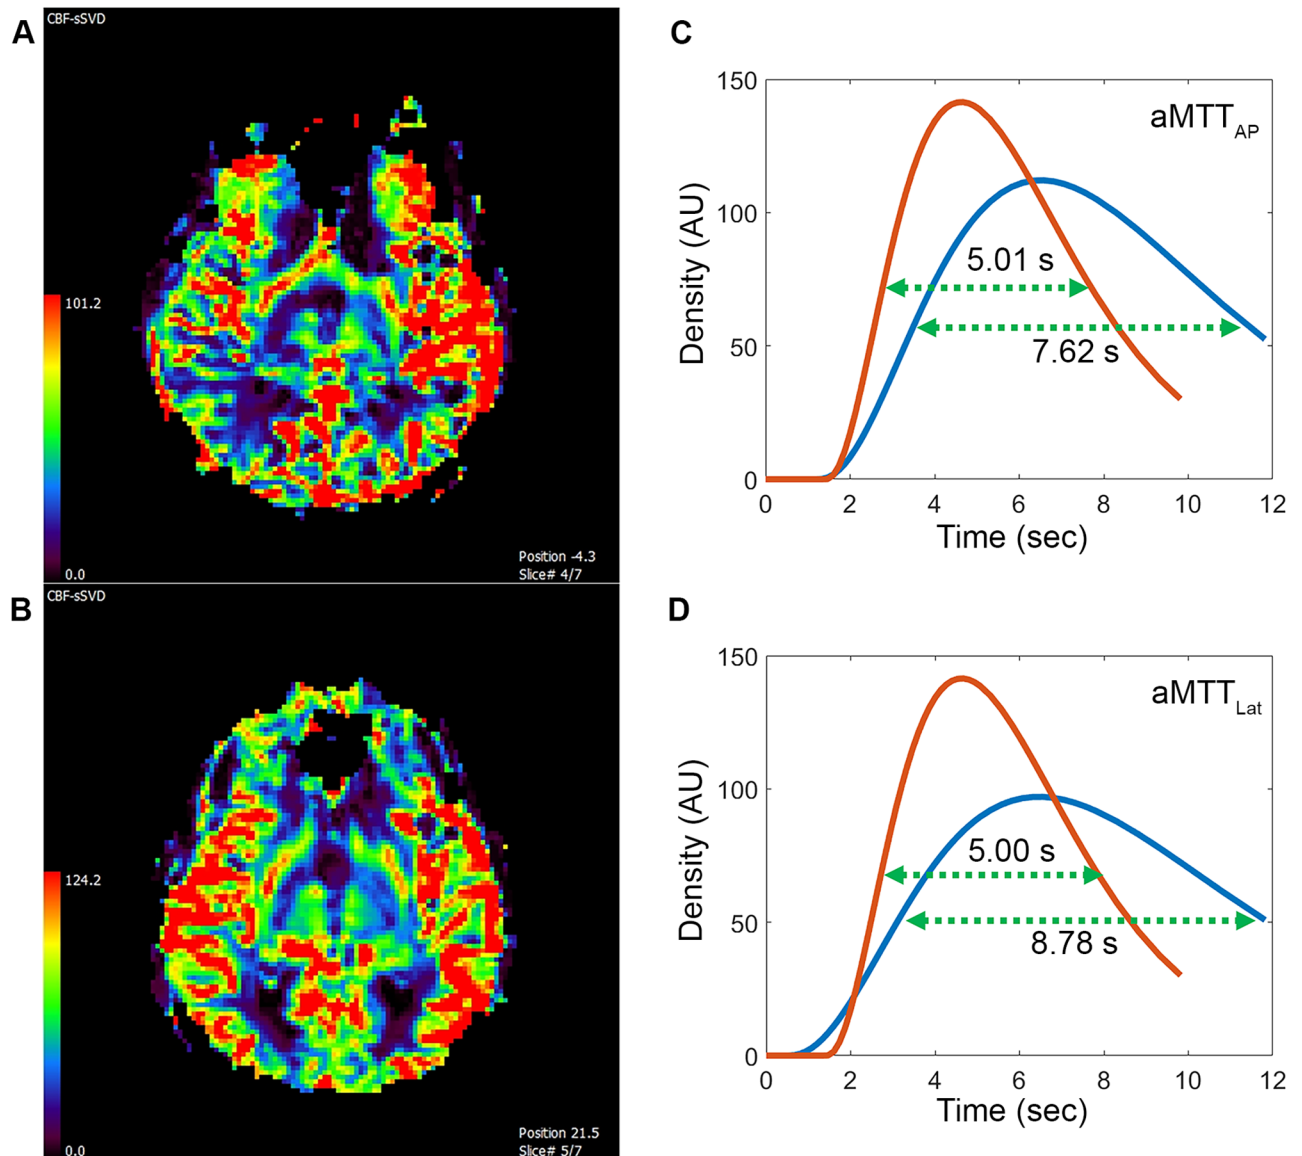 A
CBF-sSVD
101.2
0.0
Position -4.3
Slice# 4/7
B
CBF-sSVD
124.2
0.0
Position 21.5
Slice# 5/7
C
aMTT_AP
Density (AU)
150
100
50
0
5.01 s
7.62 s
0 2 4 6 8 10 12
Time (sec)
D
aMTT_Lat
Density (AU)
150
100
50
0
5.00 s
8.78 s
0 2 4 6 8 10 12
Time (sec)